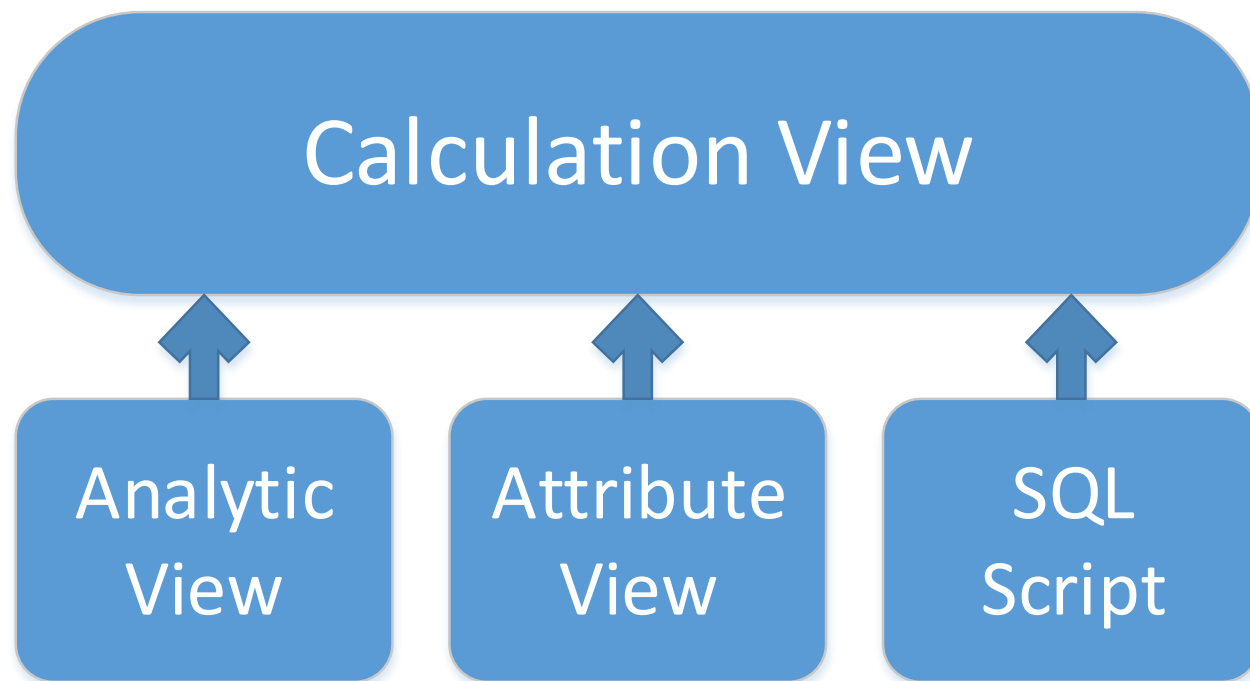 Calculation View
Analytic
View
Attribute
View
SQL
Script